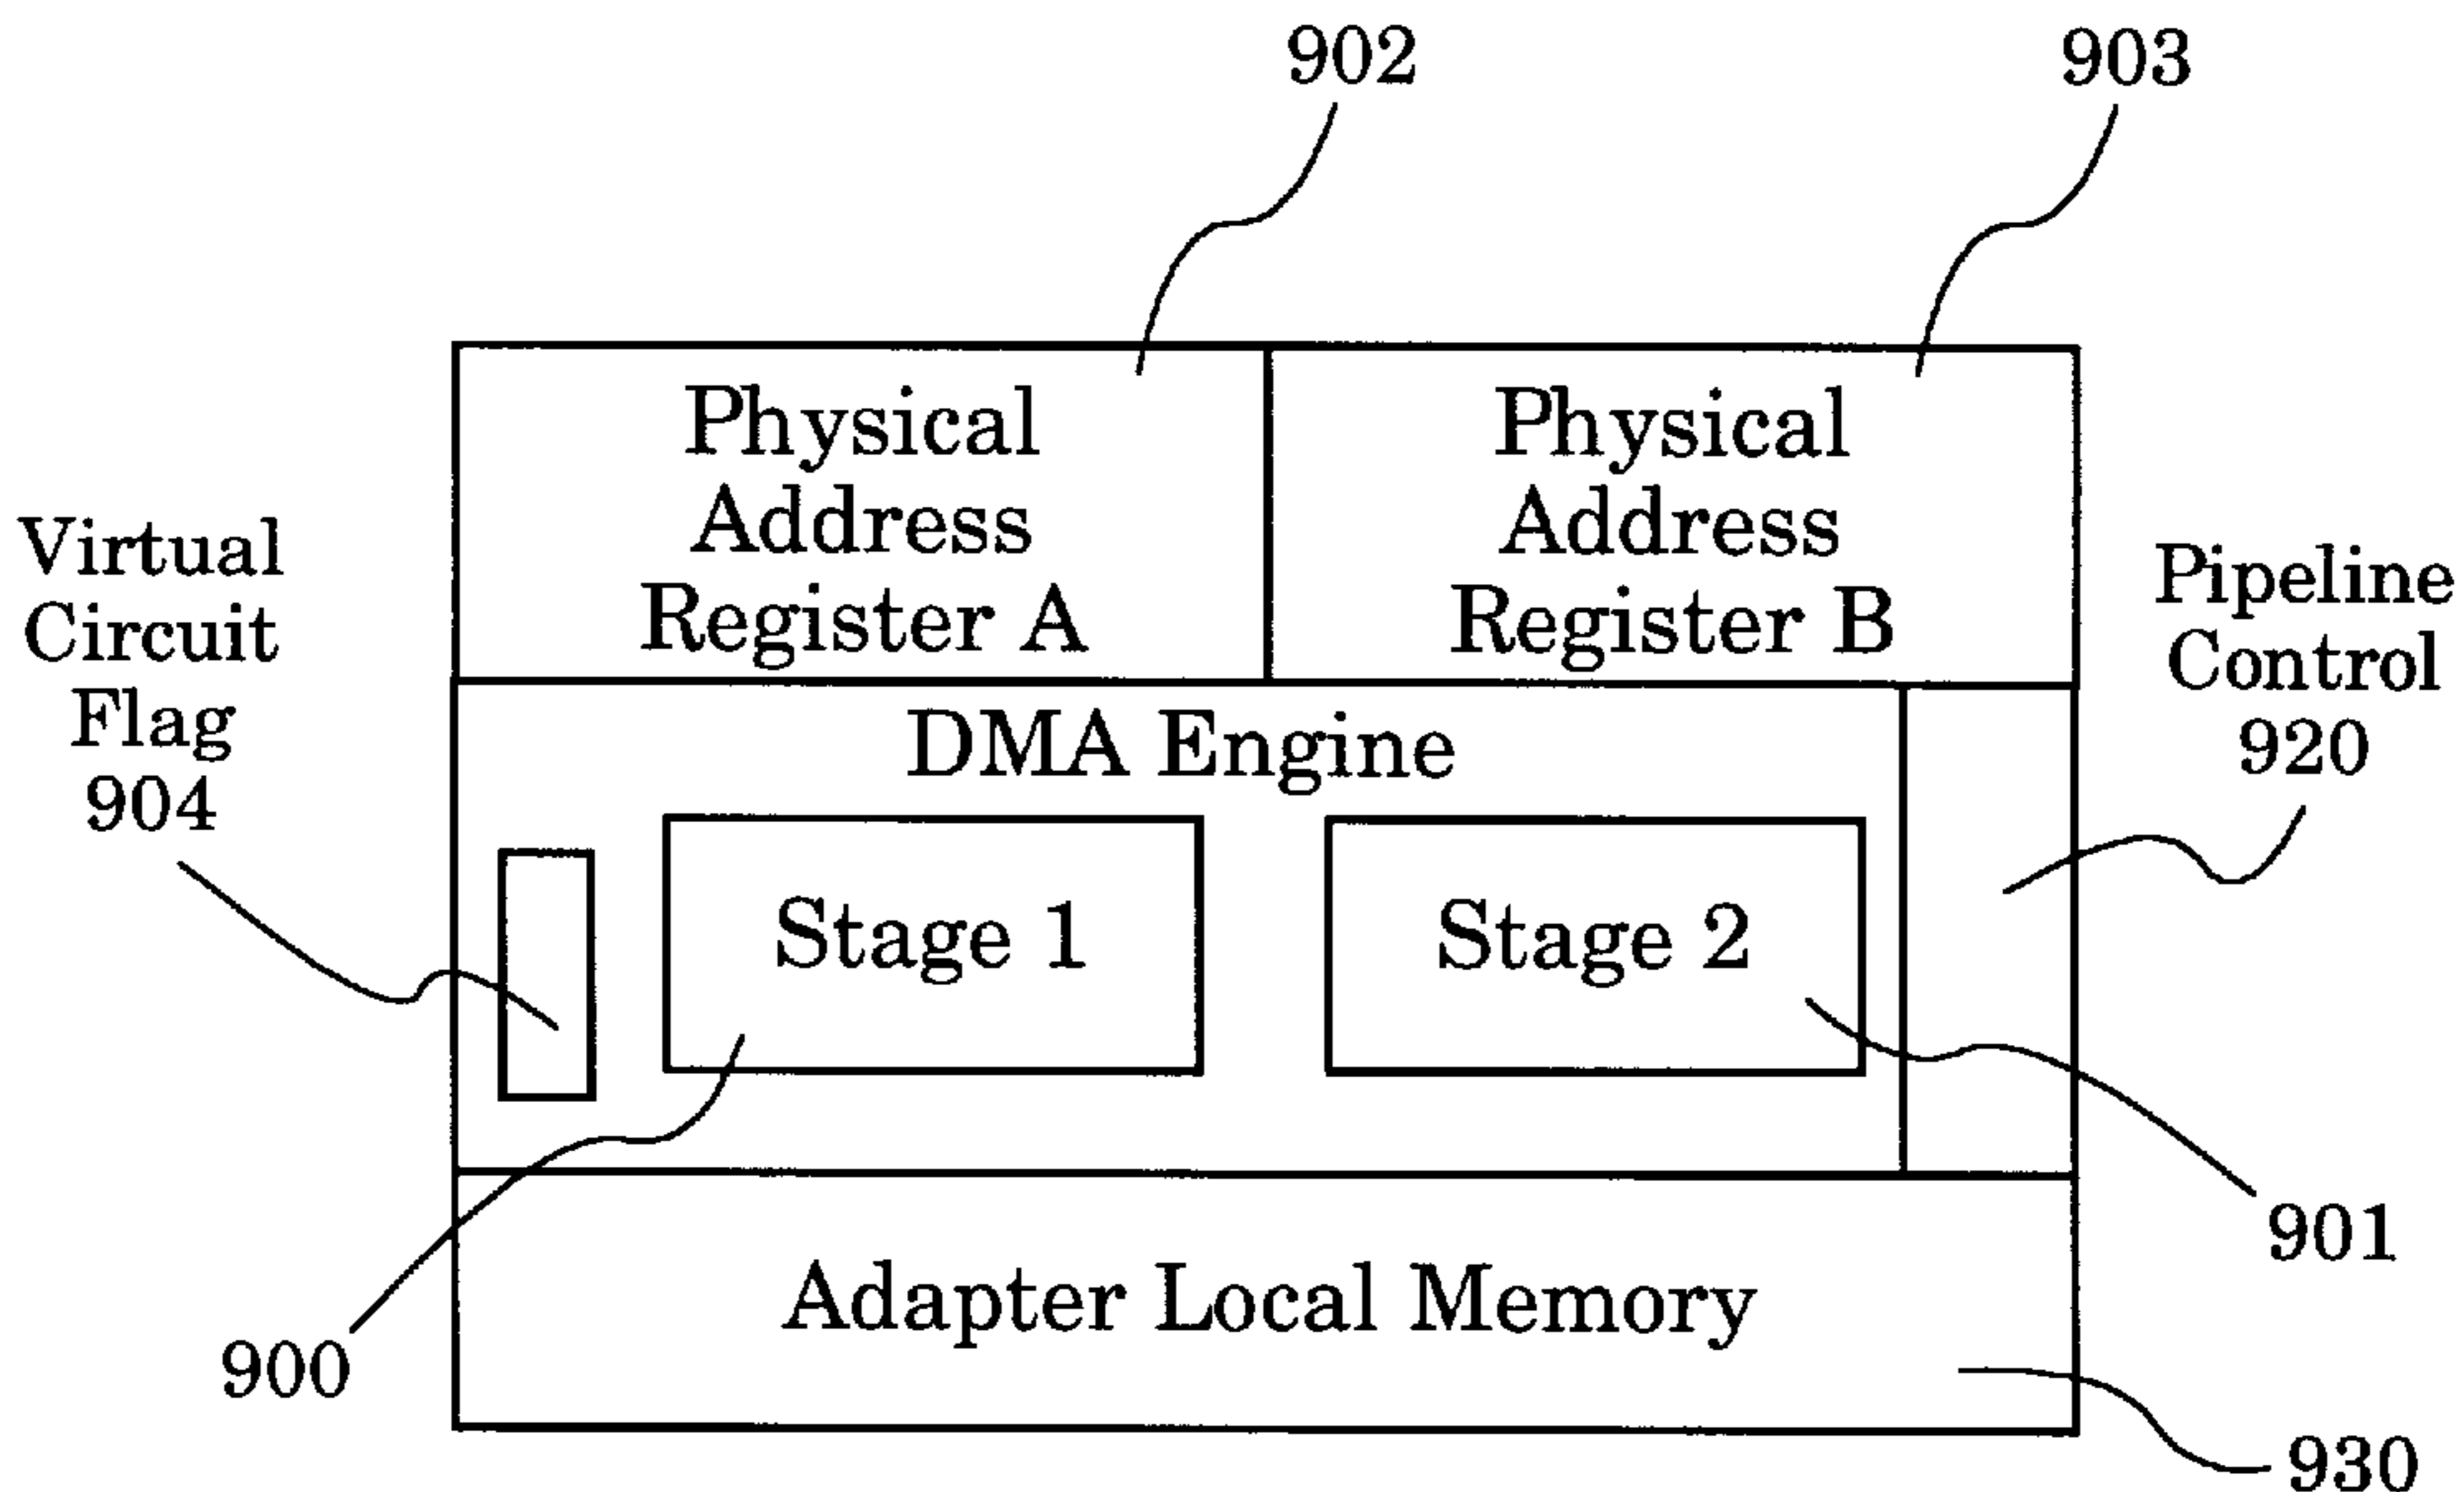 902
903
Physical
Address
Register A
Physical
Address
Register B
Virtual
Circuit
Flag
904
Pipeline
Control
920
DMA Engine
Stage 1
Stage 2
901
Adapter Local Memory
900
930